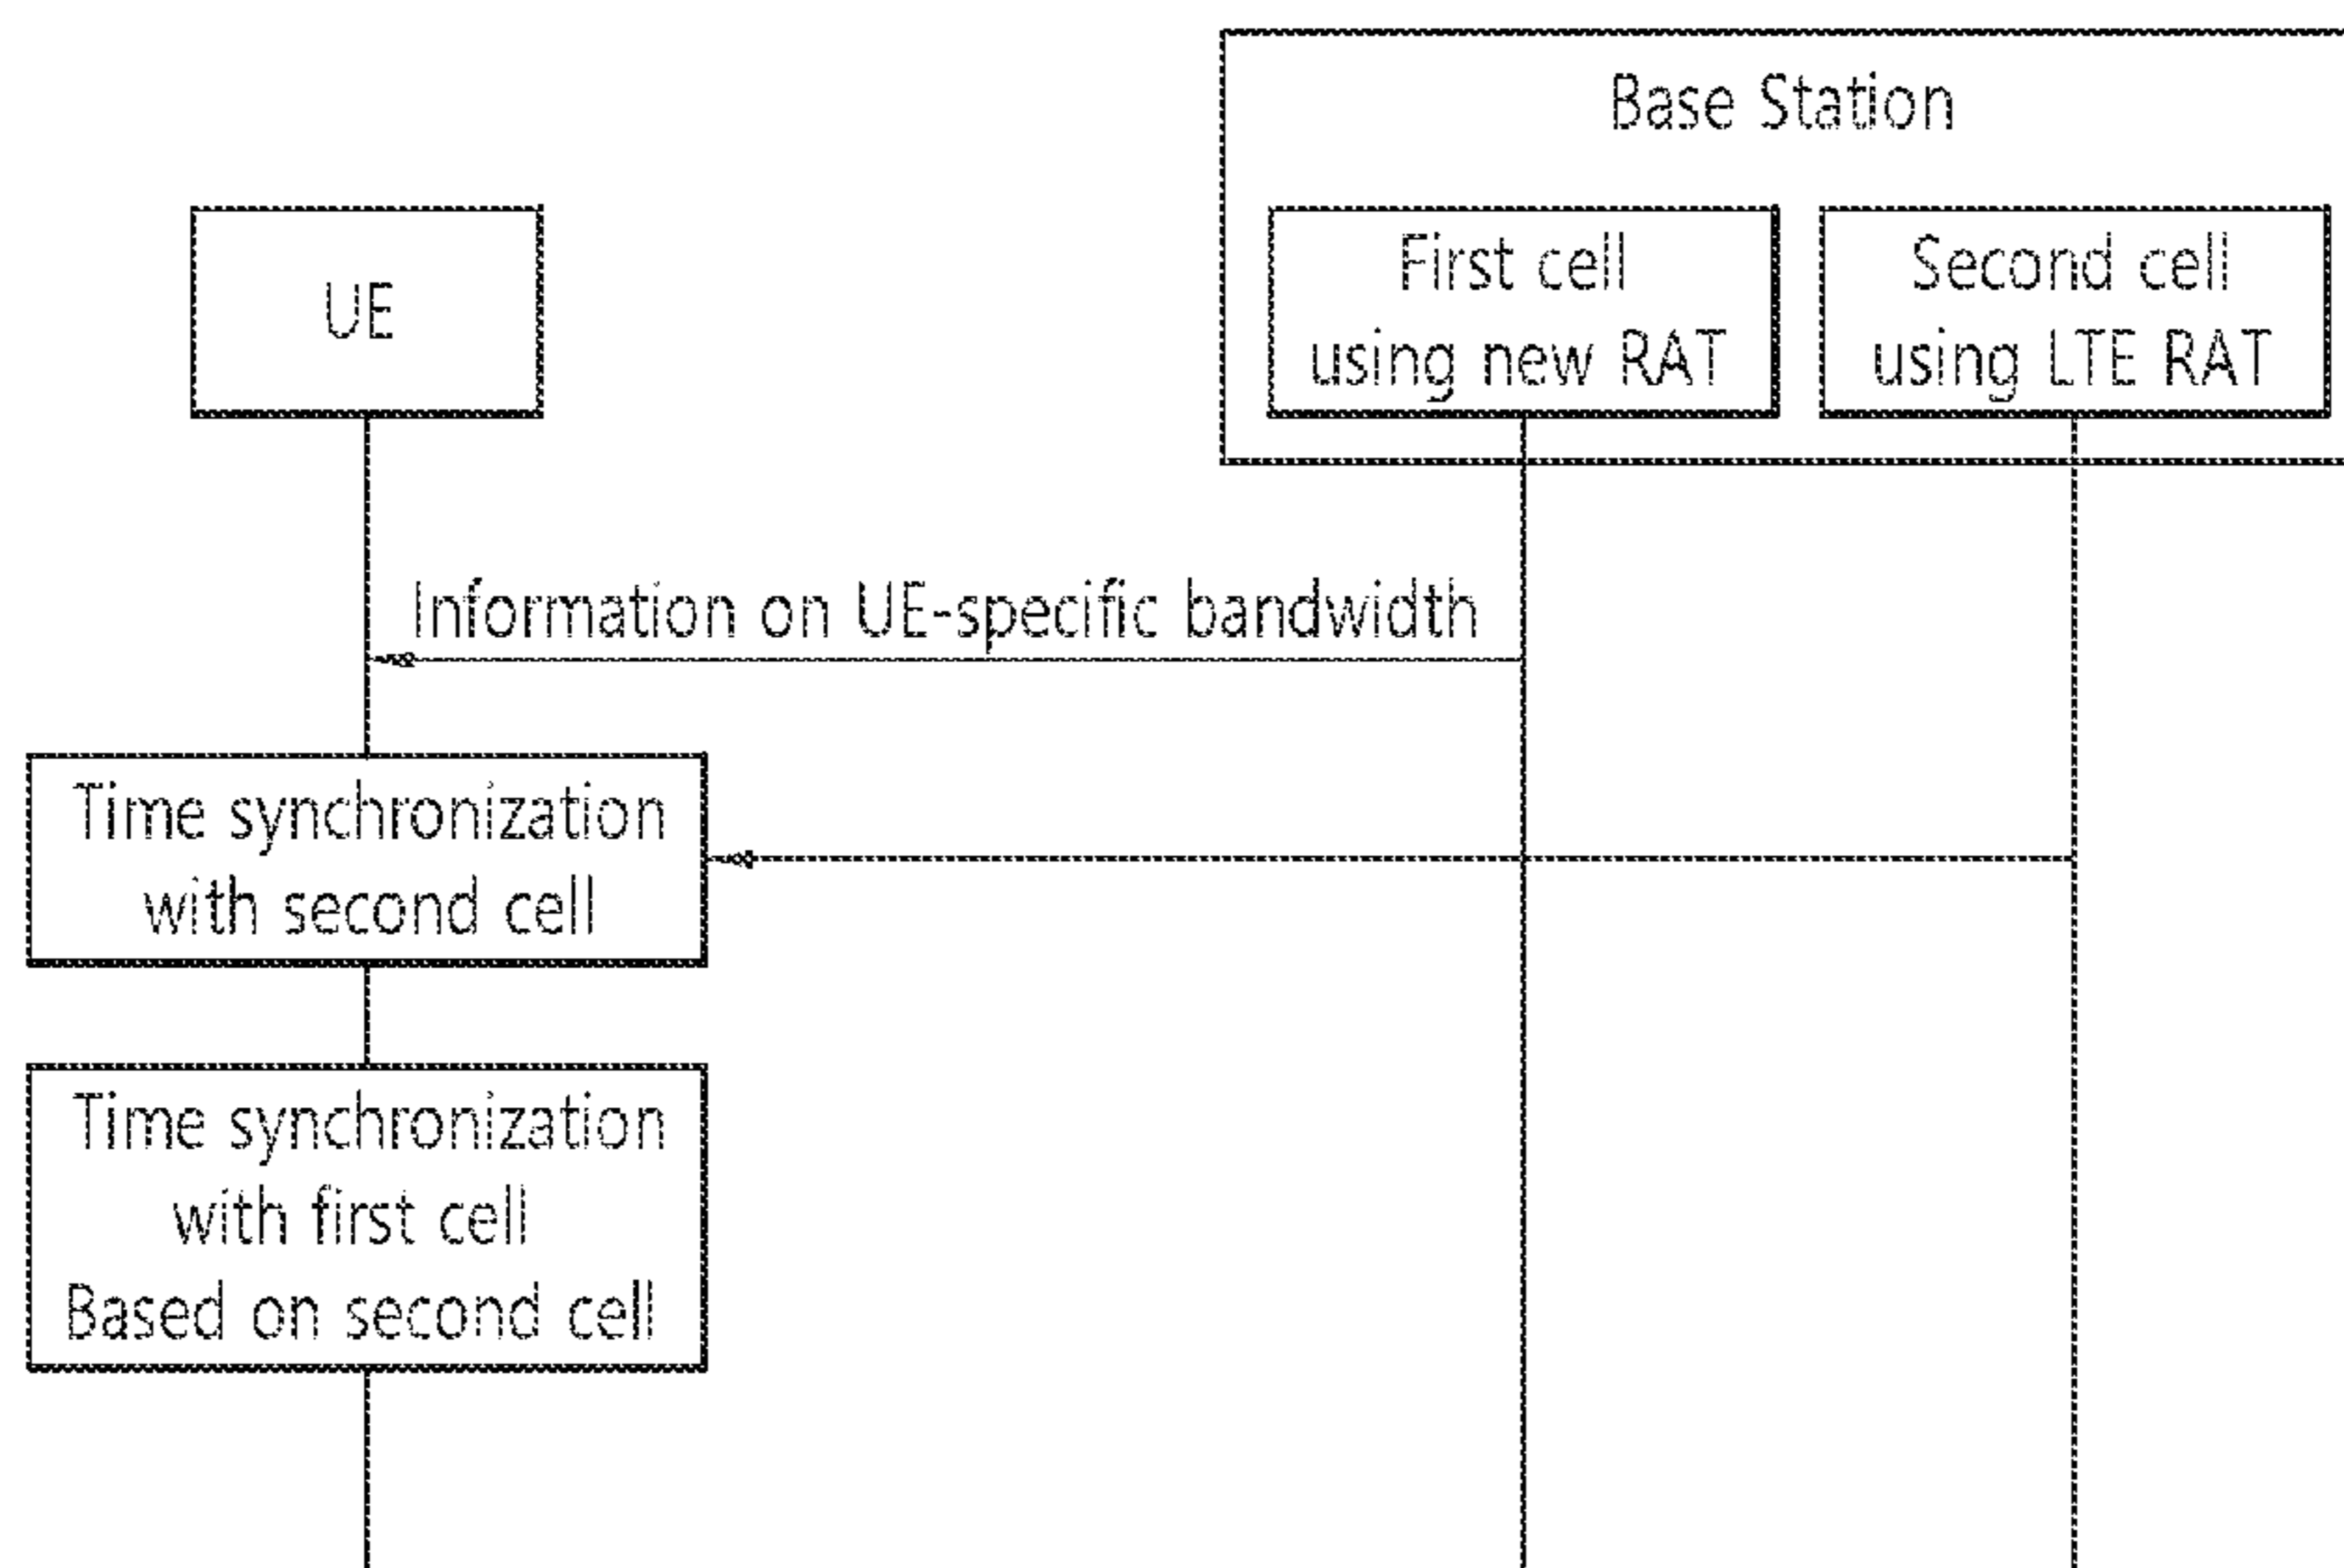 Base Station
UE
First cell
using new RAT
Second cell
using LTE RAT
Information on UE-specific bandwidth
Time synchronization
with second cell
Time synchronization
with first cell
Based on second cell